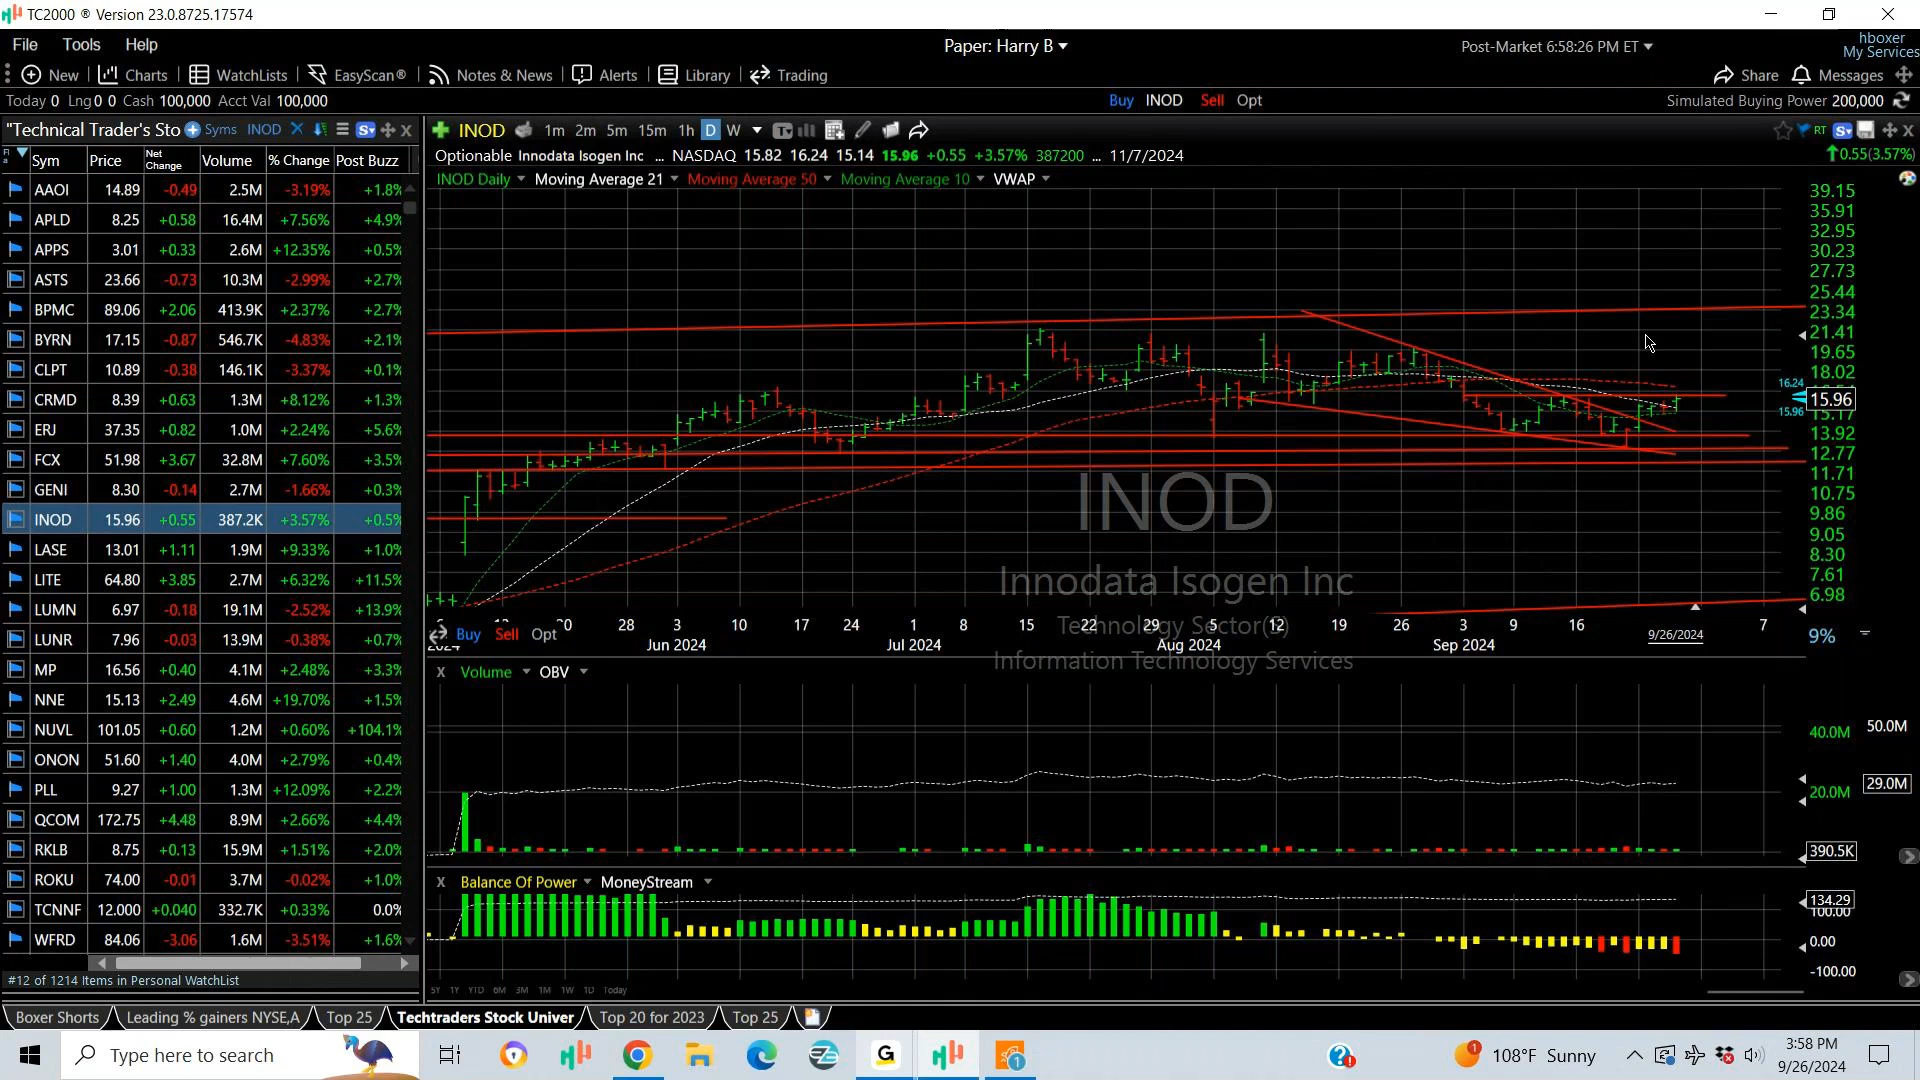 TC2000 ® Version 23.0.8725.17574
File Tools Help
Paper: Harry B
Post-Market 6:58:26 PM ET
hboxer
My Services
New Charts WatchLists EasyScan® Notes & News Alerts Library Trading
Share Messages
Today 0 Lng 0 0 Cash 100,000 Acct Val 100,000
Buy INOD Sell Opt
Simulated Buying Power 200,000
"Technical Trader's Sto Syms INOD
Sym Price Net Change Volume % Change Post Buzz
AAOI 14.89 -0.49 2.5M -3.19% +1.8%
APLD 8.25 +0.58 16.4M +7.56% +4.9%
APPS 3.01 +0.33 2.6M +12.35% +0.5%
ASTS 23.66 -0.73 10.3M -2.99% +2.7%
BPMC 89.06 +2.06 413.9K +2.37% +2.7%
BYRN 17.15 -0.87 546.7K -4.83% +2.1%
CLPT 10.89 -0.38 146.1K -3.37% +0.1%
CRMD 8.39 +0.63 1.3M +8.12% +1.3%
ERJ 37.35 +0.82 1.0M +2.24% +5.6%
FCX 51.98 +3.67 32.8M +7.60% +3.5%
GENI 8.30 -0.14 2.7M -1.66% +0.3%
INOD 15.96 +0.55 387.2K +3.57% +0.5%
LASE 13.01 +1.11 1.9M +9.33% +1.0%
LITE 64.80 +3.85 2.7M +6.32% +11.5%
LUMN 6.97 -0.18 19.1M -2.52% +13.9%
LUNR 7.96 -0.03 13.9M -0.38% +0.7%
MP 16.56 +0.40 4.1M +2.48% +3.3%
NNE 15.13 +2.49 4.6M +19.70% +1.5%
NUVL 101.05 +0.60 1.2M +0.60% +104.1%
ONON 51.60 +1.40 4.0M +2.79% +0.4%
PLL 9.27 +1.00 1.3M +12.09% +2.2%
QCOM 172.75 +4.48 8.9M +2.66% +4.4%
RKLB 8.75 +0.13 15.9M +1.51% +2.0%
ROKU 74.00 -0.01 3.7M -0.02% +1.0%
TCNNF 12.000 +0.040 332.7K +0.33% 0.0%
WFRD 84.06 -3.06 1.6M -3.51% +1.6%
#12 of 1214 Items in Personal WatchList
INOD 1m 2m 5m 15m 1h D W
RT
Optionable Innodata Isogen Inc ... NASDAQ 15.82 16.24 15.14 15.96 +0.55 +3.57% 387200 ... 11/7/2024
0.55(3.57%)
INOD Daily Moving Average 21 Moving Average 50 Moving Average 10 VWAP
39.15
35.91
32.95
30.23
27.73
25.44
23.34
21.41
19.65
18.02
16.24
15.96
15.96
15.17
13.92
12.77
11.71
10.75
9.86
9.05
8.30
7.61
6.98
INOD
Innodata Isogen Inc
Technology Sector(5)
Information Technology Services
28 3 10 17 24 1 8 15 22 29 5 12 19 26 3 9 16 7
Buy Sell Opt
Jun 2024 Jul 2024 Aug 2024 Sep 2024
9/26/2024
9%
Volume OBV
40.0M 50.0M
20.0M 29.0M
390.5K
Balance Of Power MoneyStream
134.29
100.00
0.00
-100.00
5Y 1Y YTD 6M 3M 1M 1W 1D Today
Boxer Shorts Leading % gainers NYSE,A Top 25 Techtraders Stock Univer Top 20 for 2023 Top 25
Type here to search
108°F Sunny
3:58 PM
9/26/2024